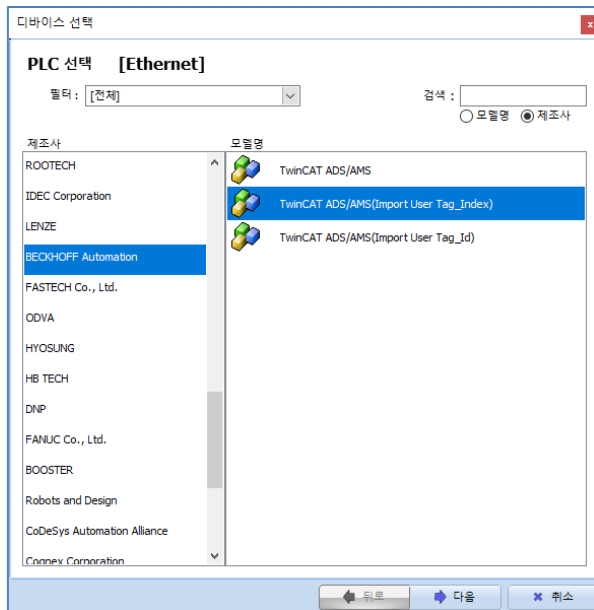 디바이스 선택
x
PLC 선택 [Ethernet]
필터 : [전체]
검색 :
모델명 제조사
제조사
모델명
ROOTECH
IDEC Corporation
LENZE
BECKHOFF Automation
FASTECH Co., Ltd.
ODVA
HYOSUNG
HB TECH
DNP
FANUC Co., Ltd.
BOOSTER
Robots and Design
CoDeSys Automation Alliance
Cognex Corporation
TwinCAT ADS/AMS
TwinCAT ADS/AMS(Import User Tag_Index)
TwinCAT ADS/AMS(Import User Tag_Id)
뒤로 다음 취소